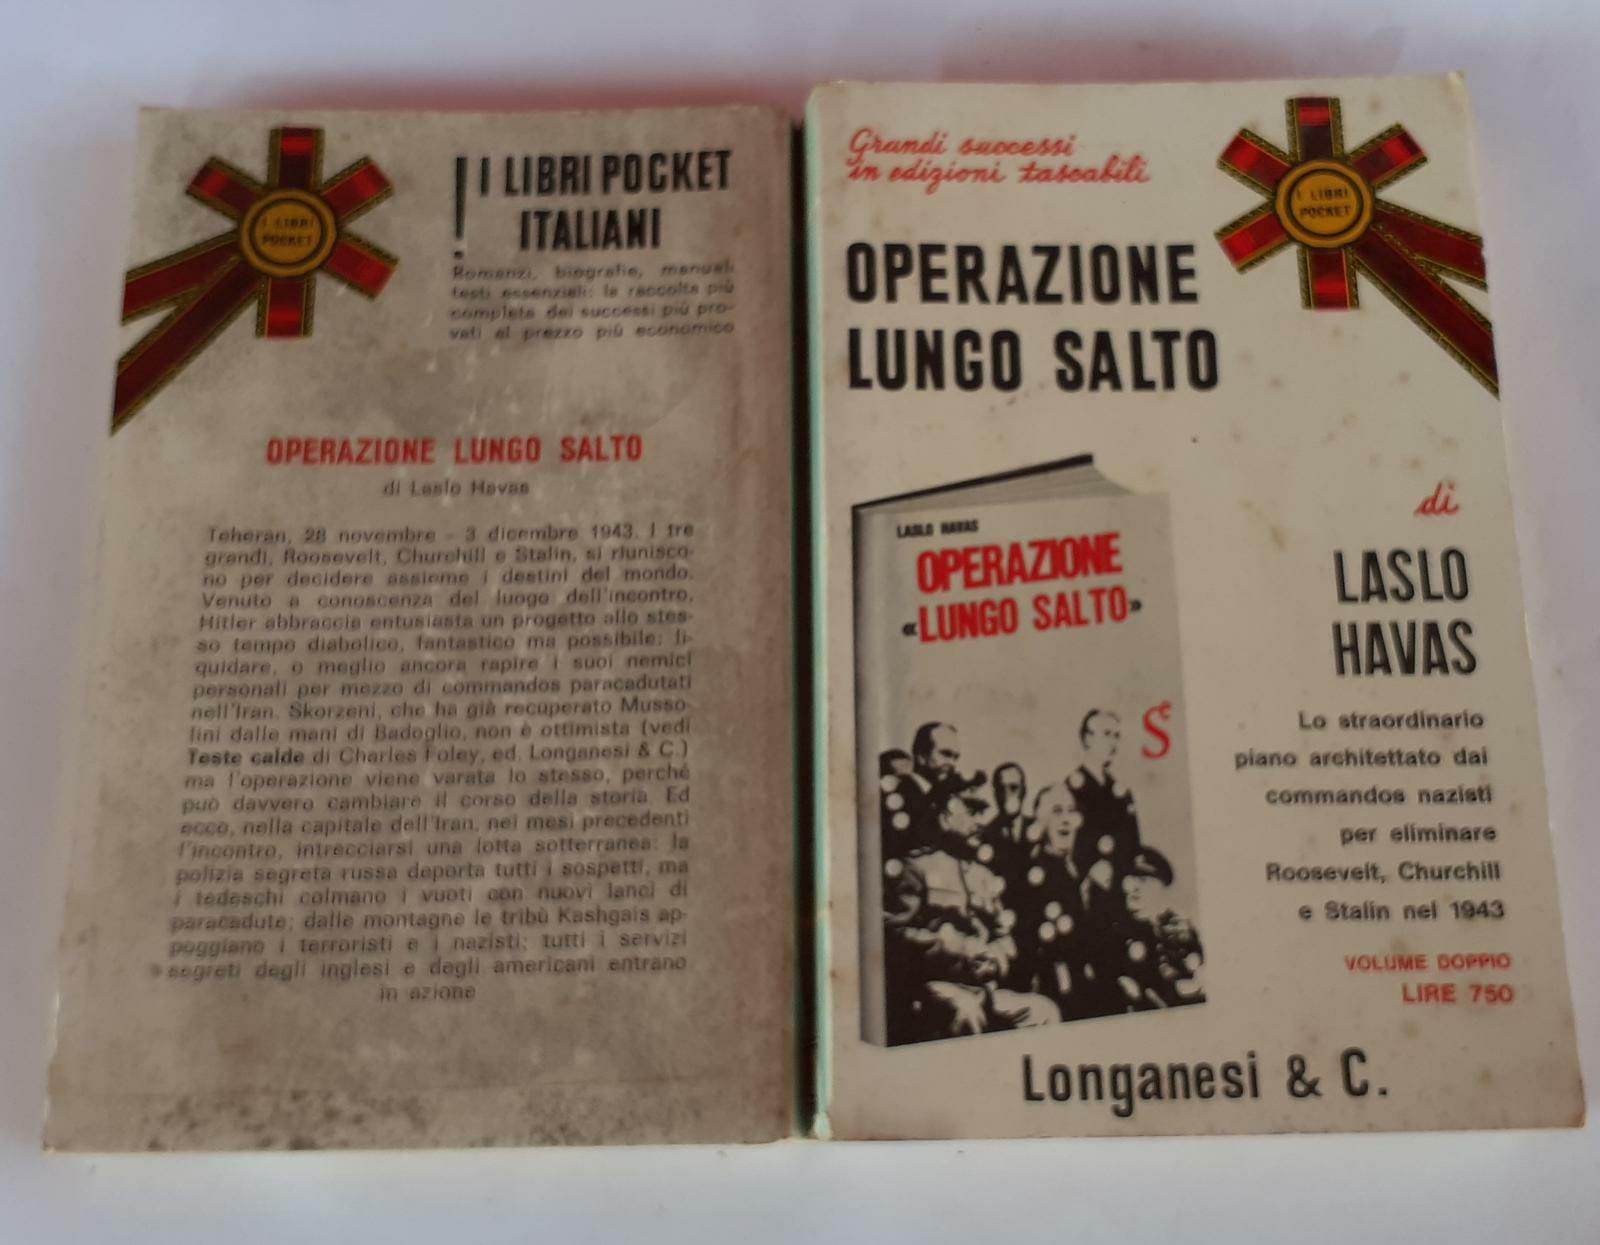 I LIBRI
POCKET
! I LIBRI POCKET
ITALIANI
Romanzi, biografie, manuali
testi essenziali: la raccolta più
completa dei successi più pro-
vati al prezzo più economico
OPERAZIONE LUNGO SALTO
di Laslo Havas
Teheran, 28 novembre - 3 dicembre 1943. I tre
grandi, Roosevelt, Churchill e Stalin, si riunisco-
no per decidere assieme i destini del mondo.
Venuto a conoscenza del luogo dell'incontro,
Hitler abbraccia entusiasta un progetto allo stes-
so tempo diabolico, fantastico ma possibile: li-
quidare, o meglio ancora rapire i suoi nemici
personali per mezzo di commandos paracadutati
nell'Iran. Skorzeni, che ha già recuperato Musso-
lini dalle mani di Badoglio, non è ottimista (vedi
Teste calde di Charles Foley, ed. Longanesi & C.)
ma l'operazione viene varata lo stesso, perché
può davvero cambiare il corso della storia. Ed
ecco, nella capitale dell'Iran, nei mesi precedenti
l'incontro, intrecciarsi una lotta sotterranea: la
polizia segreta russa deporta tutti i sospetti, ma
i tedeschi colmano i vuoti con nuovi lanci di
paracadute; dalle montagne le tribù Kashgais ap-
poggiano i terroristi e i nazisti; tutti i servizi
segreti degli inglesi e degli americani entrano
in azione
Grandi successi
in edizioni tascabili
I LIBRI
POCKET
OPERAZIONE
LUNGO SALTO
di
LASLO
HAVAS
LASLO HAVAS
OPERAZIONE
«LUNGO SALTO»
Lo straordinario
piano architettato dai
commandos nazisti
per eliminare
Roosevelt, Churchill
e Stalin nel 1943
VOLUME DOPPIO
LIRE 750
Longanesi & C.